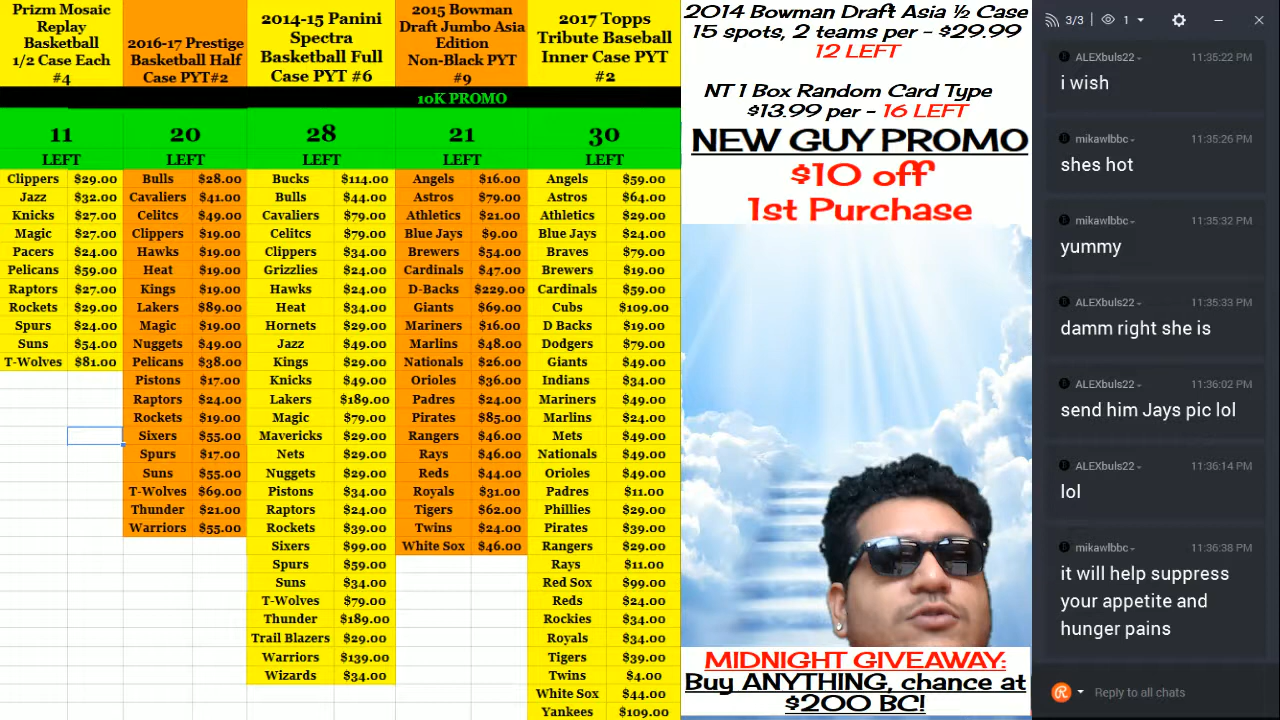 Prizm Mosaic
Replay
Basketball
1/2 Case Each
#4
2016-17 Prestige
Basketball Half
Case PYT#2
2014-15 Panini
Spectra
Basketball Full
Case PYT #6
2015 Bowman
Draft Jumbo Asia
Edition
Non-Black PYT
#9
2017 Topps
Tribute Baseball
Inner Case PYT
#2
10K PROMO
11 20 28 21 30
LEFT LEFT LEFT LEFT LEFT
Clippers $29.00 Bulls $28.00 Bucks $114.00 Angels $16.00 Angels $59.00
Jazz $32.00 Cavaliers $41.00 Bulls $44.00 Astros $79.00 Astros $64.00
Knicks $27.00 Celitcs $49.00 Cavaliers $79.00 Athletics $21.00 Athletics $29.00
Magic $27.00 Clippers $19.00 Celitcs $79.00 Blue Jays $9.00 Blue Jays $24.00
Pacers $24.00 Hawks $19.00 Clippers $34.00 Brewers $54.00 Braves $79.00
Pelicans $59.00 Heat $19.00 Grizzlies $24.00 Cardinals $47.00 Brewers $19.00
Raptors $27.00 Kings $19.00 Hawks $24.00 D-Backs $229.00 Cardinals $59.00
Rockets $29.00 Lakers $89.00 Heat $34.00 Giants $69.00 Cubs $109.00
Spurs $24.00 Magic $19.00 Hornets $29.00 Mariners $16.00 D Backs $19.00
Suns $54.00 Nuggets $49.00 Jazz $49.00 Marlins $48.00 Dodgers $79.00
T-Wolves $81.00 Pelicans $38.00 Kings $29.00 Nationals $26.00 Giants $49.00
Pistons $17.00 Knicks $49.00 Orioles $36.00 Indians $34.00
Raptors $24.00 Lakers $189.00 Padres $24.00 Mariners $49.00
Rockets $19.00 Magic $79.00 Pirates $85.00 Marlins $24.00
Sixers $55.00 Mavericks $29.00 Rangers $46.00 Mets $49.00
Spurs $17.00 Nets $29.00 Rays $46.00 Nationals $49.00
Suns $55.00 Nuggets $29.00 Reds $44.00 Orioles $49.00
T-Wolves $69.00 Pistons $34.00 Royals $31.00 Padres $11.00
Thunder $21.00 Raptors $24.00 Tigers $62.00 Phillies $29.00
Warriors $55.00 Rockets $39.00 Twins $24.00 Pirates $39.00
Sixers $99.00 White Sox $46.00 Rangers $29.00
Spurs $59.00 Rays $11.00
Suns $34.00 Red Sox $99.00
T-Wolves $79.00 Reds $24.00
Thunder $189.00 Rockies $34.00
Trail Blazers $29.00 Royals $34.00
Warriors $139.00 Tigers $39.00
Wizards $34.00 Twins $4.00
White Sox $44.00
Yankees $109.00
2014 Bowman Draft Asia ½ Case
15 spots, 2 teams per - $29.99
12 LEFT
NT 1 Box Random Card Type
$13.99 per - 16 LEFT
NEW GUY PROMO
$10 off
1st Purchase
MIDNIGHT GIVEAWAY:
Buy ANYTHING, chance at
$200 BC!
3/3 1
ALEXbuls22 11:35:22 PM
i wish
mikawlbbc 11:35:26 PM
shes hot
mikawlbbc 11:35:32 PM
yummy
ALEXbuls22 11:35:33 PM
damm right she is
ALEXbuls22 11:36:02 PM
send him Jays pic lol
ALEXbuls22 11:36:14 PM
lol
mikawlbbc 11:36:38 PM
it will help suppress
your appetite and
hunger pains
Reply to all chats